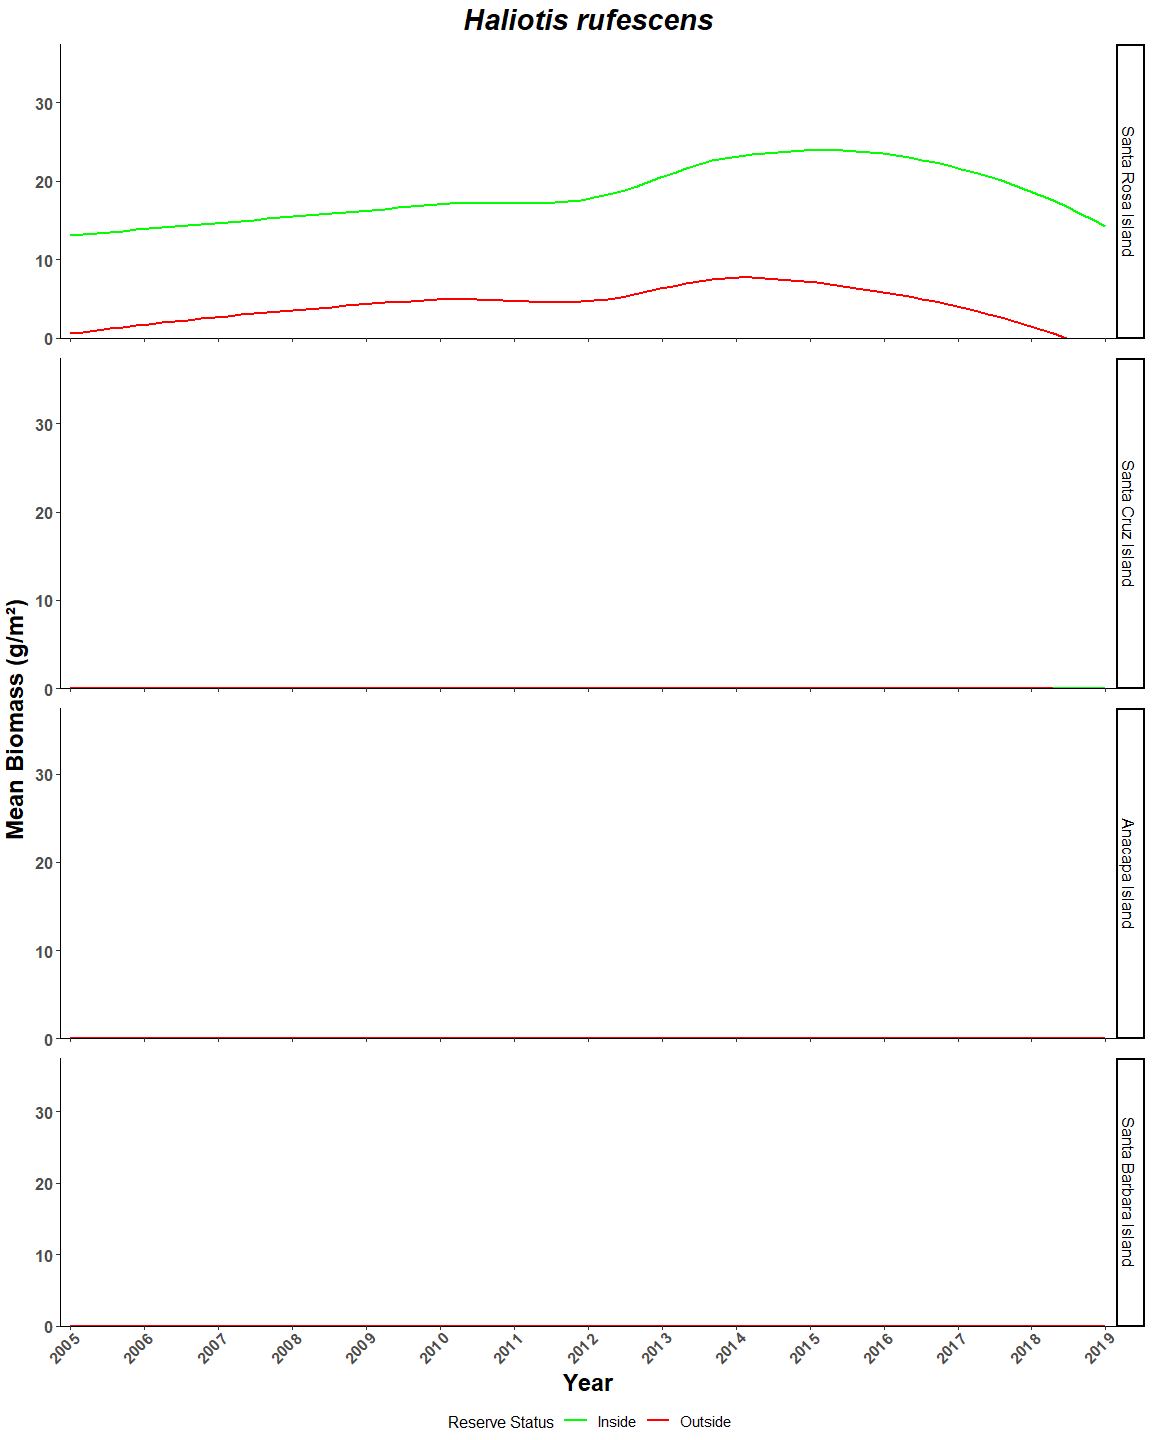 Haliotis rufescens
30
20
10
0
Santa Rosa Island
30
20
10
0
Santa Cruz Island
Mean Biomass (g/m²)
30
20
10
0
Anacapa Island
30
20
10
0
Santa Barbara Island
2005 2006 2007 2008 2009 2010 2011 2012 2013 2014 2015 2016 2017 2018 2019
Year
Reserve Status Inside Outside